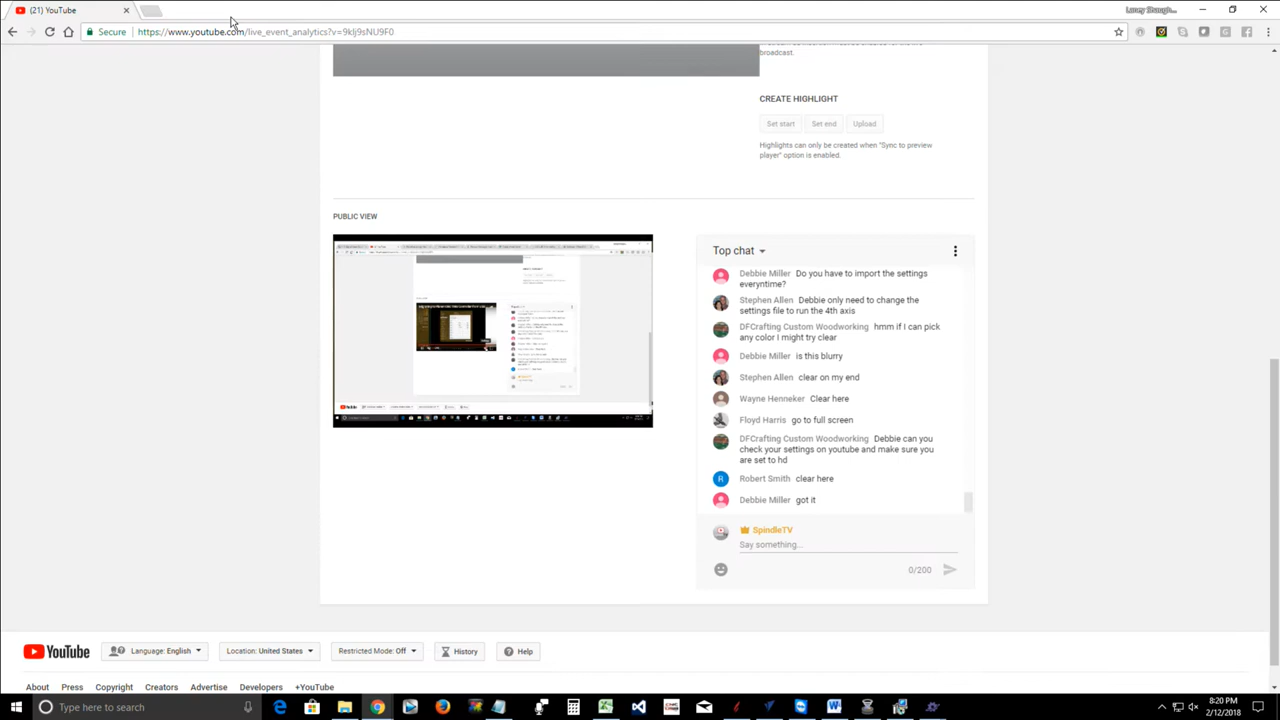 (21) YouTube
Secure https://www.youtube.com/live_event_analytics?v=9klj9sNU9F0
broadcast.
CREATE HIGHLIGHT
Set start Set end Upload
Highlights can only be created when "Sync to preview
player" option is enabled.
PUBLIC VIEW
Top chat
Debbie Miller Do you have to import the settings
everyntime?
Stephen Allen Debbie only need to change the
settings file to run the 4th axis
DFCrafting Custom Woodworking hmm if I can pick
any color I might try clear
Debbie Miller is this blurry
Stephen Allen clear on my end
Wayne Henneker Clear here
Floyd Harris go to full screen
DFCrafting Custom Woodworking Debbie can you
check your settings on youtube and make sure you
are set to hd
R Robert Smith clear here
Debbie Miller got it
SpindleTV
Say something...
0/200
YouTube Language: English Location: United States Restricted Mode: Off History Help
About Press Copyright Creators Advertise Developers +YouTube
Type here to search
8:20 PM
2/12/2018